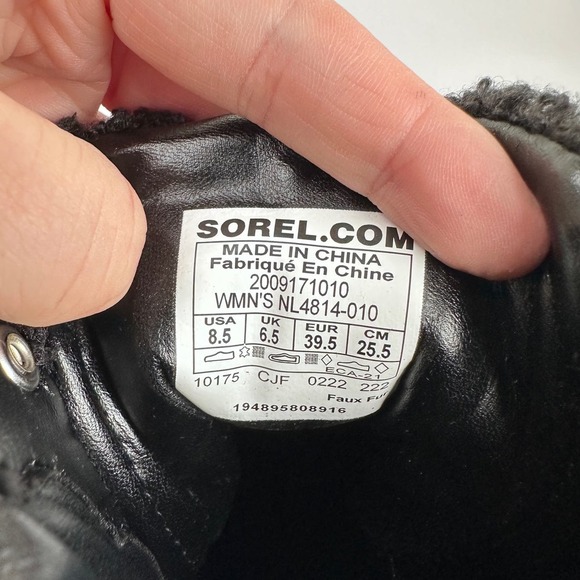 SOREL.COM
MADE IN CHINA
Fabriqué En Chine
2009171010
WMN'S NL4814-010
USA UK EUR CM
8.5 6.5 39.5 25.5
ECA-21
10175 CJF 0222 222
Faux Fur
194895808916